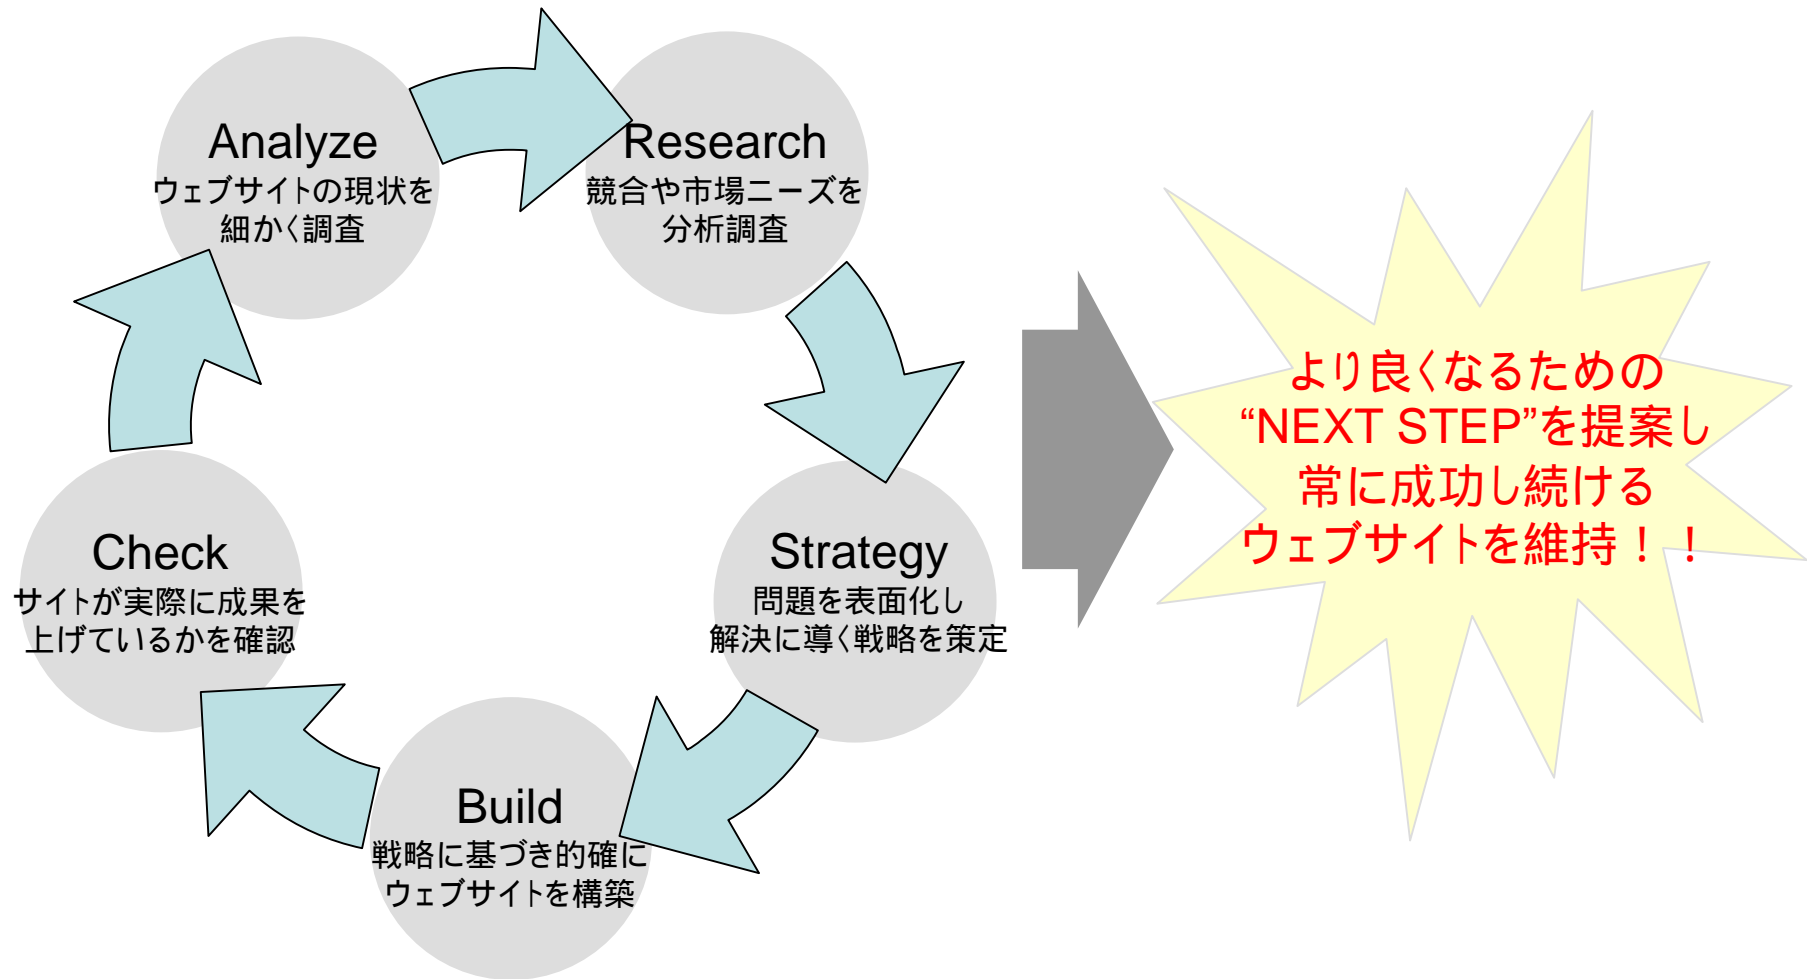 Analyze
ウェブサイトの現状を
細かく調査
Research
競合や市場ニーズを
分析調査
Strategy
問題を表面化し
解決に導く戦略を策定
Build
戦略に基づき的確に
ウェブサイトを構築
Check
サイトが実際に成果を
上げているかを確認
より良くなるための
“NEXT STEP”を提案し
常に成功し続ける
ウェブサイトを維持！！